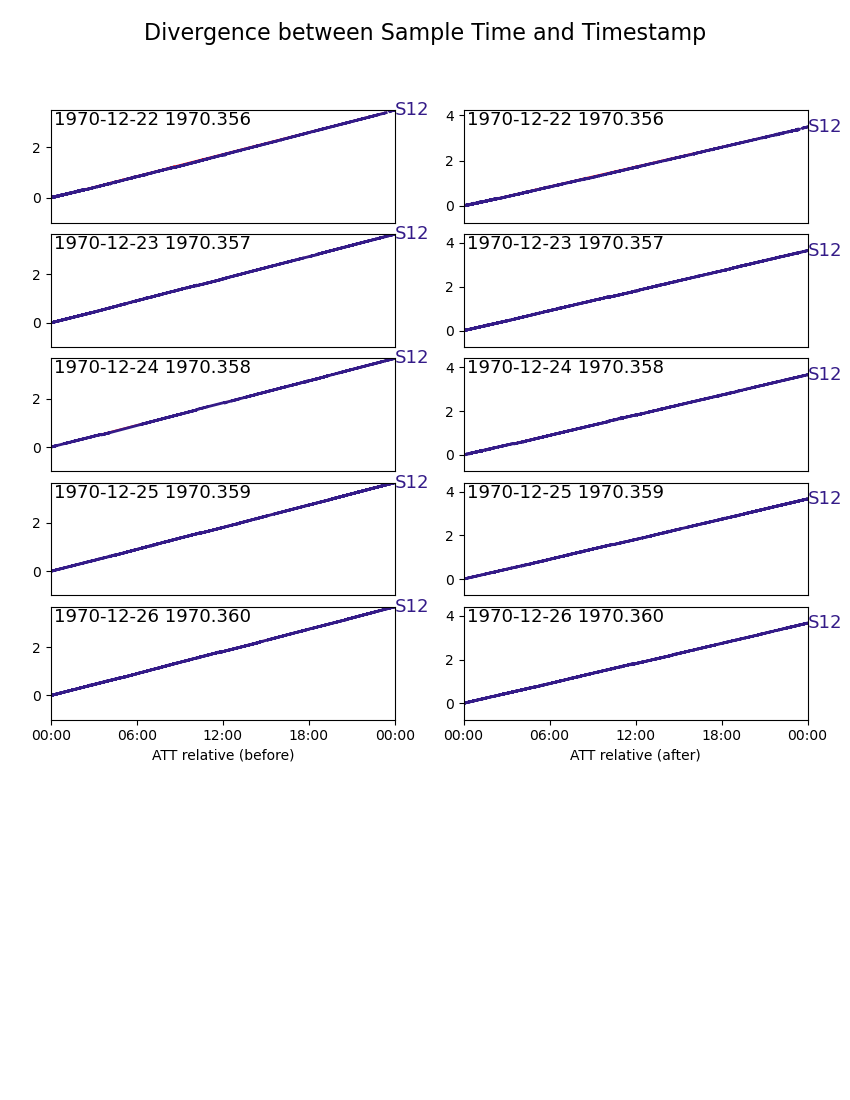 Divergence between Sample Time and Timestamp
1970-12-22 1970.356
S12
2
0
1970-12-22 1970.356
S12
4
2
0
1970-12-23 1970.357
S12
2
0
1970-12-23 1970.357
S12
4
2
0
1970-12-24 1970.358
S12
2
0
1970-12-24 1970.358
S12
4
2
0
1970-12-25 1970.359
S12
2
0
1970-12-25 1970.359
S12
4
2
0
1970-12-26 1970.360
S12
2
0
00:00 06:00 12:00 18:00 00:00
ATT relative (before)
1970-12-26 1970.360
S12
4
2
0
00:00 06:00 12:00 18:00 00:00
ATT relative (after)